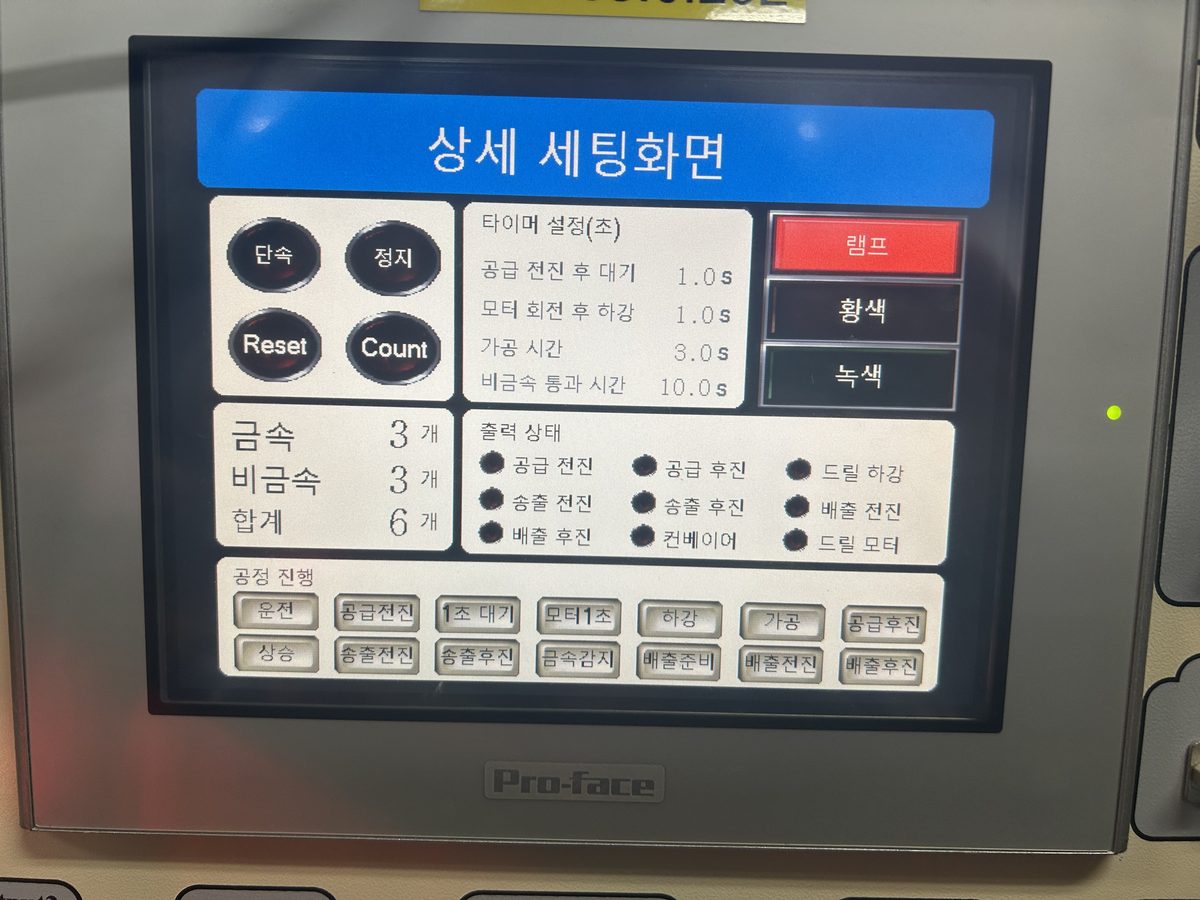 상세 세팅화면
단속 정지
Reset Count
타이머 설정(초)
공급 전진 후 대기 1.0 s
모터 회전 후 하강 1.0 s
가공 시간 3.0 s
비금속 통과 시간 10.0 s
램프
황색
녹색
금속 3 개
비금속 3 개
합계 6 개
출력 상태
공급 전진 공급 후진 드릴 하강
송출 전진 송출 후진 배출 전진
배출 후진 컨베이어 드릴 모터
공정 진행
운전 공급전진 1초 대기 모터1초 하강 가공 공급후진
상승 송출전진 송출후진 금속감지 배출준비 배출전진 배출후진
Pro-face